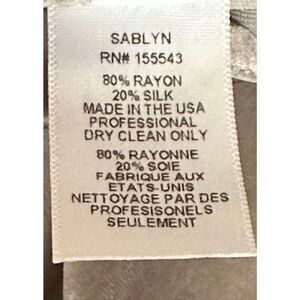 SABLYN
RN# 155543
80% RAYON
20% SILK
MADE IN THE USA
PROFESSIONAL
DRY CLEAN ONLY
80% RAYONNE
20% SOIE
FABRIQUE AUX
ETATS-UNIS
NETTOYAGE PAR DES
PROFESISONELS
SEULEMENT